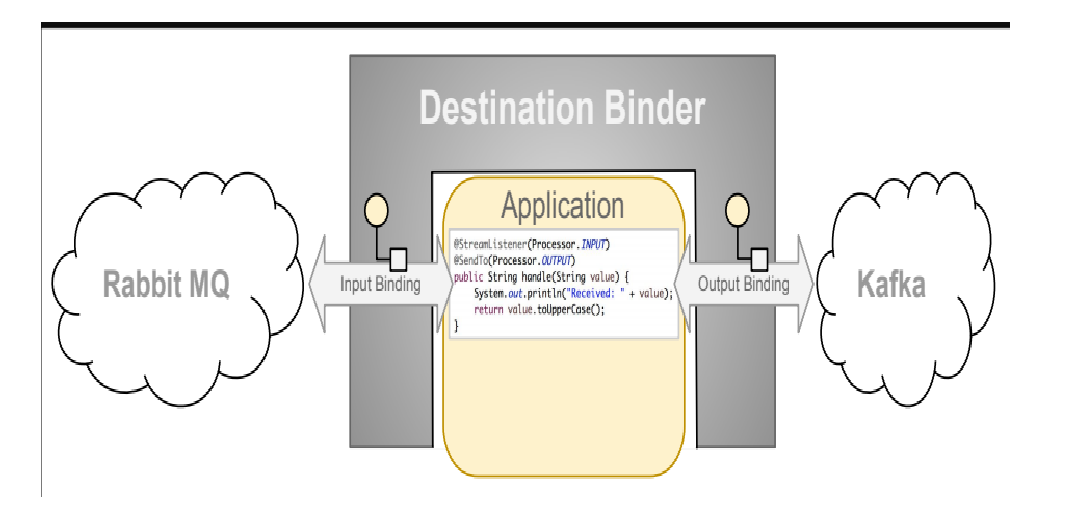 Destination Binder
Application
@StreamListener(Processor.INPUT)
@SendTo(Processor.OUTPUT)
public String handle(String value) {
System.out.println("Received: " + value);
return value.toUpperCase();
}
Rabbit MQ
Input Binding
Output Binding
Kafka